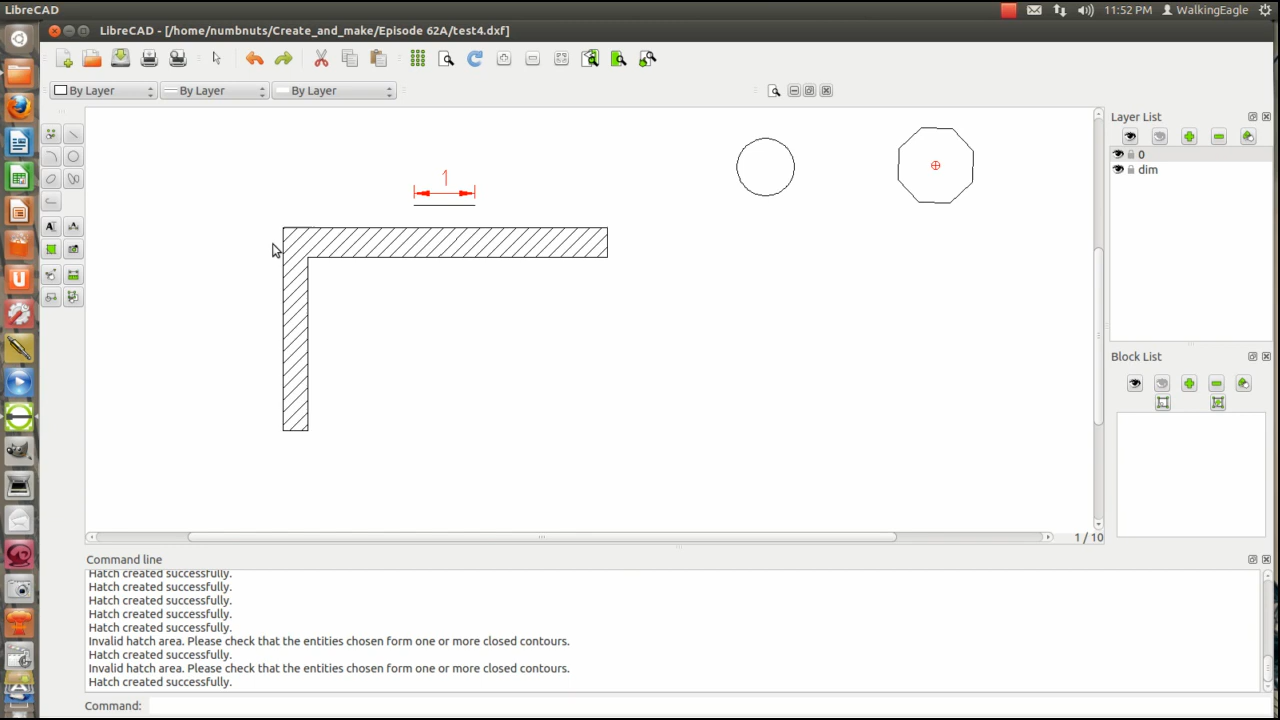 LibreCAD
11:52 PM
WalkingEagle
LibreCAD - [/home/numbnuts/Create_and_make/Episode 62A/test4.dxf]
By Layer
By Layer
By Layer
Layer List
0
dim
1
Block List
1 / 10
Command line
Hatch created successfully.
Hatch created successfully.
Hatch created successfully.
Hatch created successfully.
Hatch created successfully.
Invalid hatch area. Please check that the entities chosen form one or more closed contours.
Hatch created successfully.
Invalid hatch area. Please check that the entities chosen form one or more closed contours.
Hatch created successfully.
Command: